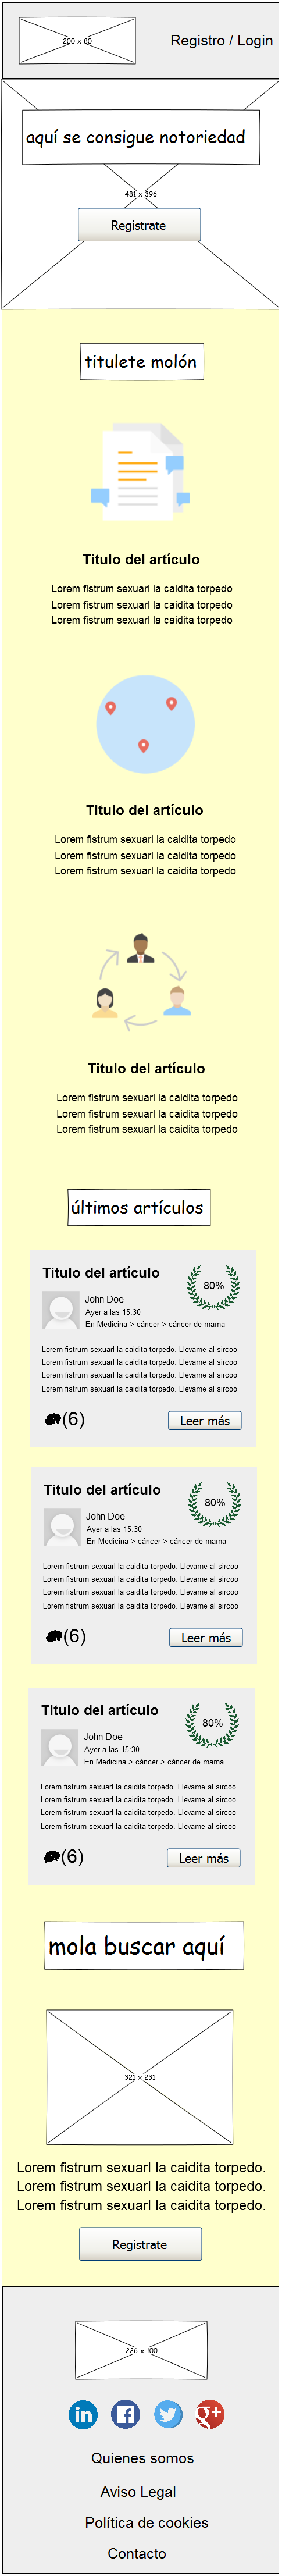 200 x 80
Registro / Login
aquí se consigue notoriedad
481 x 396
Registrate
titulete molón
Titulo del artículo
Lorem fistrum sexuarl la caidita torpedo
Lorem fistrum sexuarl la caidita torpedo
Lorem fistrum sexuarl la caidita torpedo
Titulo del artículo
Lorem fistrum sexuarl la caidita torpedo
Lorem fistrum sexuarl la caidita torpedo
Lorem fistrum sexuarl la caidita torpedo
Titulo del artículo
Lorem fistrum sexuarl la caidita torpedo
Lorem fistrum sexuarl la caidita torpedo
Lorem fistrum sexuarl la caidita torpedo
últimos artículos
Titulo del artículo
80%
John Doe
Ayer a las 15:30
En Medicina > cáncer > cáncer de mama
Lorem fistrum sexuarl la caidita torpedo. Llevame al sircoo
Lorem fistrum sexuarl la caidita torpedo. Llevame al sircoo
Lorem fistrum sexuarl la caidita torpedo. Llevame al sircoo
Lorem fistrum sexuarl la caidita torpedo. Llevame al sircoo
(6)
Leer más
Titulo del artículo
80%
John Doe
Ayer a las 15:30
En Medicina > cáncer > cáncer de mama
Lorem fistrum sexuarl la caidita torpedo. Llevame al sircoo
Lorem fistrum sexuarl la caidita torpedo. Llevame al sircoo
Lorem fistrum sexuarl la caidita torpedo. Llevame al sircoo
Lorem fistrum sexuarl la caidita torpedo. Llevame al sircoo
(6)
Leer más
Titulo del artículo
80%
John Doe
Ayer a las 15:30
En Medicina > cáncer > cáncer de mama
Lorem fistrum sexuarl la caidita torpedo. Llevame al sircoo
Lorem fistrum sexuarl la caidita torpedo. Llevame al sircoo
Lorem fistrum sexuarl la caidita torpedo. Llevame al sircoo
Lorem fistrum sexuarl la caidita torpedo. Llevame al sircoo
(6)
Leer más
mola buscar aquí
321 x 231
Lorem fistrum sexuarl la caidita torpedo.
Lorem fistrum sexuarl la caidita torpedo.
Lorem fistrum sexuarl la caidita torpedo.
Registrate
226 x 100
in f g+
Quienes somos
Aviso Legal
Política de cookies
Contacto